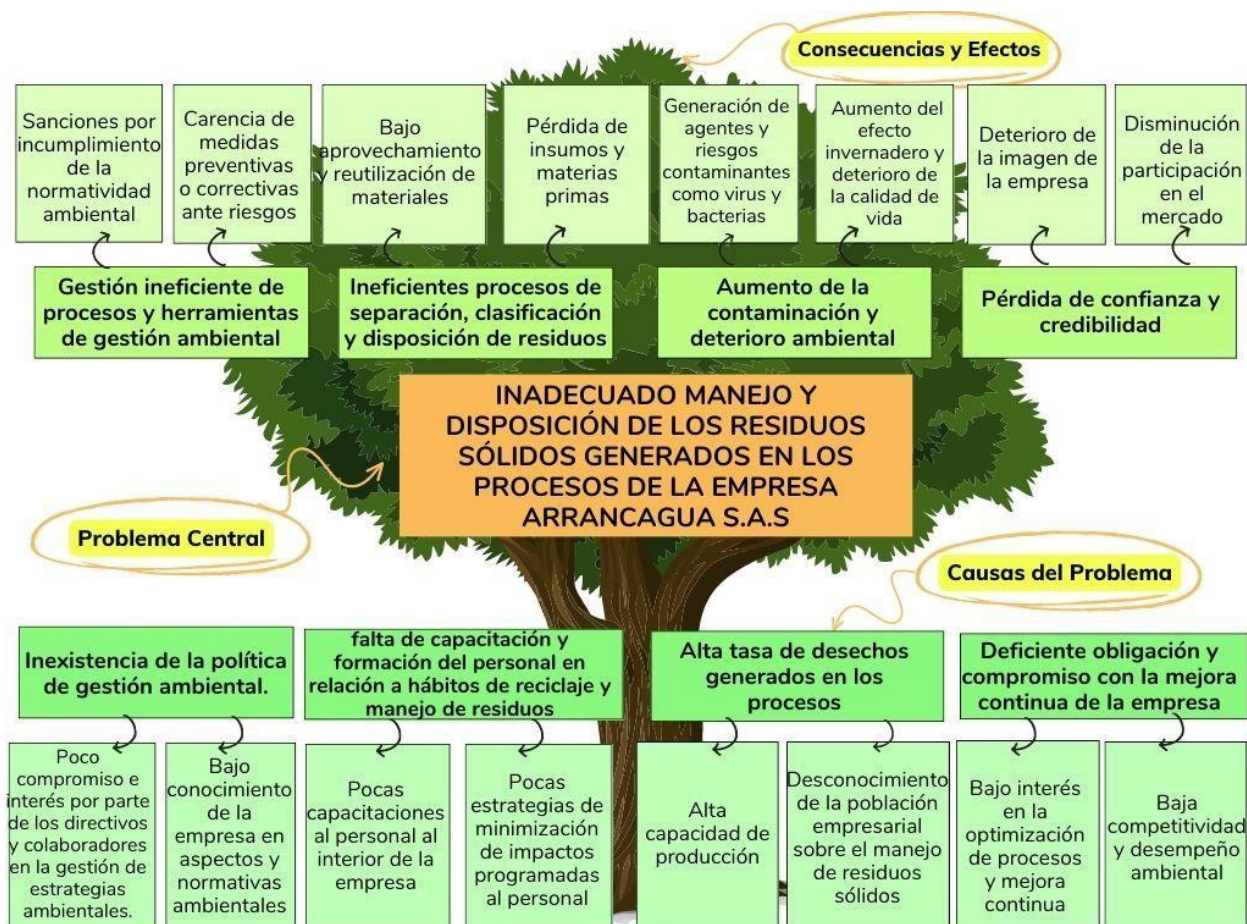 Consecuencias y Efectos
Sanciones por
incumplimiento
de la
normatividad
ambiental
Carencia de
medidas
preventivas
o correctivas
ante riesgos
Bajo
aprovechamiento
y reutilización de
materiales
Pérdida de
insumos y
materias
primas
Generación de
agentes y
riesgos
contaminantes
como virus y
bacterias
Aumento del
efecto
invernadero y
deterioro de
la calidad de
vida
Deterioro de
la imagen de
la empresa
Disminución
de la
participación
en el
mercado
Gestión ineficiente de
procesos y herramientas
de gestión ambiental
Ineficientes procesos de
separación, clasificación
y disposición de residuos
Aumento de la
contaminación y
deterioro ambiental
Pérdida de confianza y
credibilidad
INADECUADO MANEJO Y
DISPOSICIÓN DE LOS RESIDUOS
SÓLIDOS GENERADOS EN LOS
PROCESOS DE LA EMPRESA
ARRANCAGUA S.A.S
Problema Central
Causas del Problema
Inexistencia de la política
de gestión ambiental.
falta de capacitación y
formación del personal en
relación a hábitos de reciclaje y
manejo de residuos
Alta tasa de desechos
generados en los
procesos
Deficiente obligación y
compromiso con la mejora
continua de la empresa
Poco
compromiso e
interés por parte
de los directivos
y colaboradores
en la gestión de
estrategias
ambientales.
Bajo
conocimiento
de la
empresa en
aspectos y
normativas
ambientales
Pocas
capacitaciones
al personal al
interior de la
empresa
Pocas
estrategias de
minimización
de impactos
programadas
al personal
Alta
capacidad de
producción
Desconocimiento
de la población
empresarial
sobre el manejo
de residuos
sólidos
Bajo interés
en la
optimización
de procesos
y mejora
continua
Baja
competitividad
y desempeño
ambiental